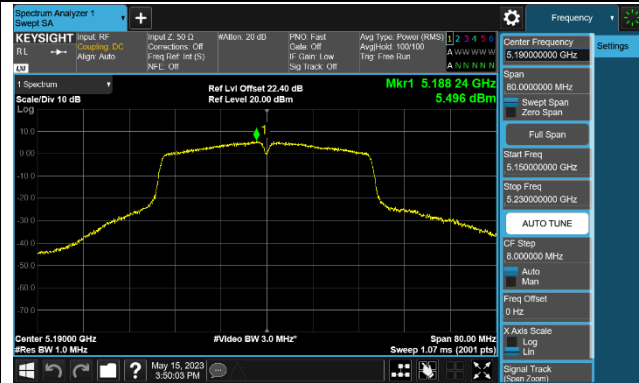 Spectrum Analyzer 1
Swept SA
Frequency
KEYSIGHT
RL
LXI
Input: RF
Coupling: DC
Align: Auto
Input Z: 50 Ω
Corrections: Off
Freq Ref: Int (S)
NFE: Off
#Atten: 20 dB
PNO: Fast
Gate: Off
IF Gain: Low
Sig Track: Off
Avg Type: Power (RMS)
Avg|Hold: 100/100
Trig: Free Run
1 2 3 4 5 6
A W W W W W
A N N N N N
1 Spectrum
Scale/Div 10 dB
Log
Ref Lvl Offset 22.40 dB
Ref Level 20.00 dBm
Mkr1 5.188 24 GHz
5.496 dBm
1
10.0
0.00
-10.0
-20.0
-30.0
-40.0
-50.0
-60.0
-70.0
Center 5.19000 GHz
#Res BW 1.0 MHz
#Video BW 3.0 MHz*
Span 80.00 MHz
Sweep 1.07 ms (2001 pts)
May 15, 2023
3:50:03 PM
?
Center Frequency
5.190000000 GHz
Settings
Span
80.0000000 MHz
Swept Span
Zero Span
Full Span
Start Freq
5.150000000 GHz
Stop Freq
5.230000000 GHz
AUTO TUNE
CF Step
8.000000 MHz
Auto
Man
Freq Offset
0 Hz
X Axis Scale
Log
Lin
Signal Track
(Span Zoom)